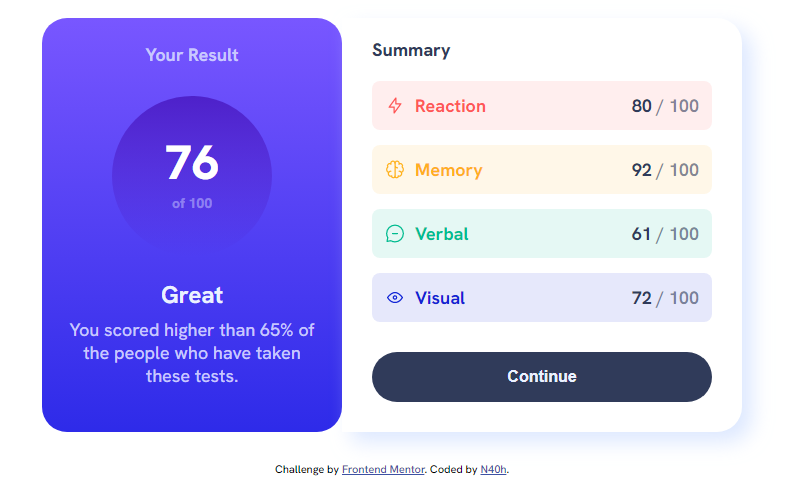 Your Result
76
of 100
Great
You scored higher than 65% of
the people who have taken
these tests.
Summary
Reaction 80 / 100
Memory 92 / 100
Verbal 61 / 100
Visual 72 / 100
Continue
Challenge by Frontend Mentor. Coded by N40h.